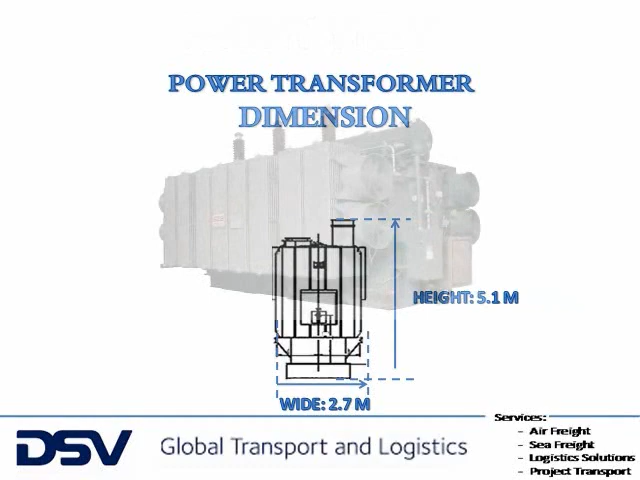 POWER TRANSFORMER
DIMENSION
HEIGHT: 5.1 M
WIDE: 2.7 M
Services:
- Air Freight
- Sea Freight
- Logistics Solutions
- Project Transport
DSV Global Transport and Logistics